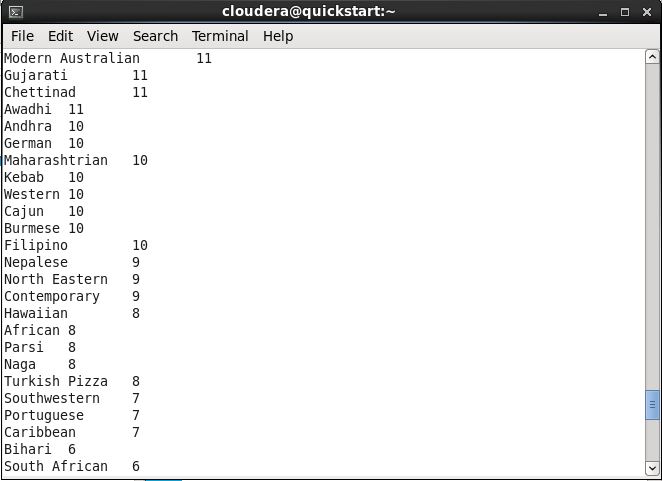 cloudera@quickstart:~
File Edit View Search Terminal Help
Modern Australian 11
Gujarati 11
Chettinad 11
Awadhi 11
Andhra 10
German 10
Maharashtrian 10
Kebab 10
Western 10
Cajun 10
Burmese 10
Filipino 10
Nepalese 9
North Eastern 9
Contemporary 9
Hawaiian 8
African 8
Parsi 8
Naga 8
Turkish Pizza 8
Southwestern 7
Portuguese 7
Caribbean 7
Bihari 6
South African 6